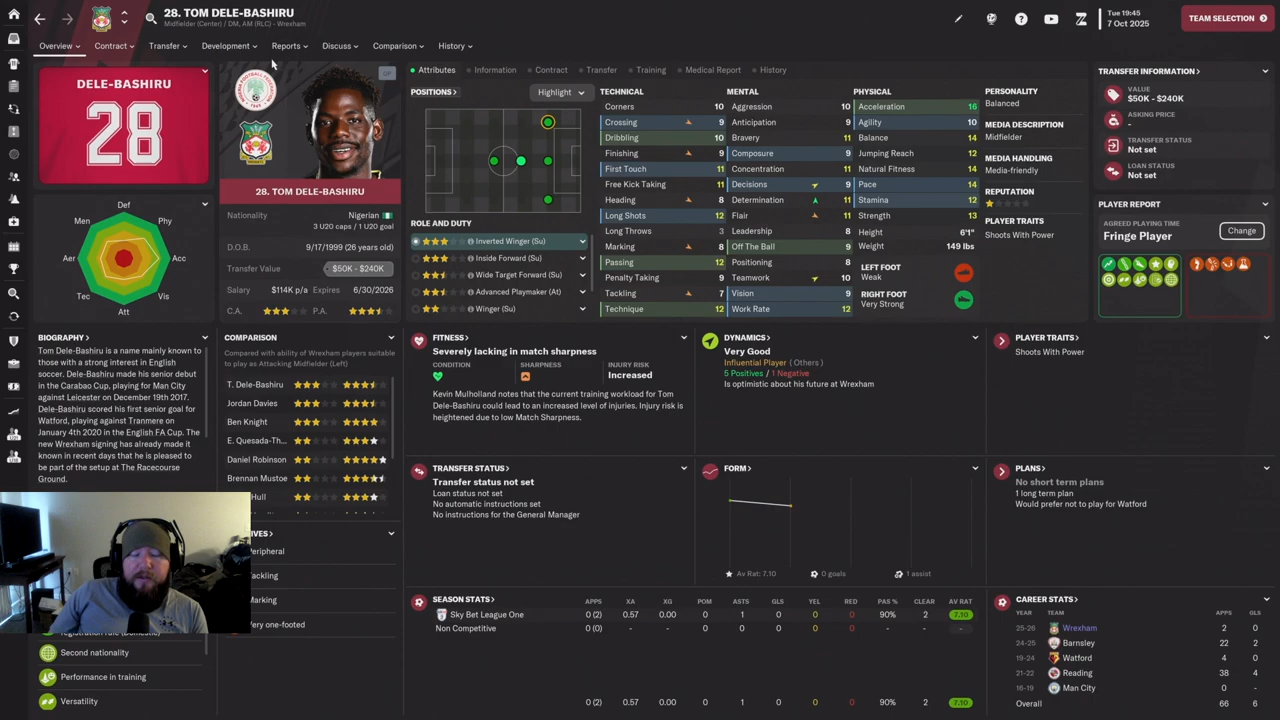 28. TOM DELE-BASHIRU
Midfielder (Center) / DM, AM (RLC) - Wrexham
Tue 19:45
7 Oct 2025
TEAM SELECTION
Overview
Contract
Transfer
Development
Reports
Discuss
Comparison
History
DELE-BASHIRU
28
GP
28. TOM DELE-BASHIRU
Nationality Nigerian
3 U20 caps / 1 U20 goal
D.O.B. 9/17/1999 (26 years old)
Transfer Value $50K - $240K
Salary $114K p/a Expires 6/30/2026
C.A. P.A.
Def
Men Phy
Aer Acc
Tec Vis
Att
Attributes
Information
Contract
Transfer
Training
Medical Report
History
POSITIONS
Highlight
ROLE AND DUTY
Inverted Winger (Su)
Inside Forward (Su)
Wide Target Forward (Su)
Advanced Playmaker (At)
Winger (Su)
TECHNICAL
Corners 10
Crossing 9
Dribbling 10
Finishing 9
First Touch 11
Free Kick Taking 11
Heading 8
Long Shots 12
Long Throws 3
Marking 8
Passing 12
Penalty Taking 9
Tackling 7
Technique 12
MENTAL
Aggression 10
Anticipation 9
Bravery 11
Composure 9
Concentration 11
Decisions 9
Determination 11
Flair 11
Leadership 8
Off The Ball 9
Positioning 8
Teamwork 10
Vision 9
Work Rate 12
PHYSICAL
Acceleration 16
Agility 10
Balance 14
Jumping Reach 12
Natural Fitness 14
Pace 14
Stamina 12
Strength 13
Height 6'1"
Weight 149 lbs
LEFT FOOT
Weak
RIGHT FOOT
Very Strong
PERSONALITY
Balanced
MEDIA DESCRIPTION
Midfielder
MEDIA HANDLING
Media-friendly
REPUTATION
PLAYER TRAITS
Shoots With Power
TRANSFER INFORMATION
VALUE
$50K - $240K
ASKING PRICE
-
TRANSFER STATUS
Not set
LOAN STATUS
Not set
PLAYER REPORT
AGREED PLAYING TIME
Fringe Player
Change
BIOGRAPHY
Tom Dele-Bashiru is a name mainly known to
those with a strong interest in English
soccer. Dele-Bashiru made his senior debut
in the Carabao Cup, playing for Man City
against Leicester on December 19th 2017.
Dele-Bashiru scored his first senior goal for
Watford, playing against Tranmere on
January 4th 2020 in the English FA Cup. The
new Wrexham signing has already made it
known in recent days that he is pleased to
be part of the setup at The Racecourse
Ground.
COMPARISON
Compared with ability of Wrexham players suitable
to play as Attacking Midfielder (Left)
T. Dele-Bashiru
Jordan Davies
Ben Knight
E. Quesada-Th...
Daniel Robinson
Brennan Mustoe
Hull
FITNESS
Severely lacking in match sharpness
CONDITION
SHARPNESS
INJURY RISK
Increased
Kevin Mulholland notes that the current training workload for Tom
Dele-Bashiru could lead to an increased level of injuries. Injury risk is
heightened due to low Match Sharpness.
DYNAMICS
Very Good
Influential Player ( Others )
5 Positives / 1 Negative
Is optimistic about his future at Wrexham
PLAYER TRAITS
Shoots With Power
TRANSFER STATUS
Transfer status not set
Loan status not set
No automatic instructions set
No instructions for the General Manager
FORM
Av Rat: 7.10
0 goals
1 assist
PLANS
No short term plans
1 long term plan
Would prefer not to play for Watford
IVES
Peripheral
ackling
Marking
ery one-footed
Second nationality
Performance in training
Versatility
SEASON STATS APPS XA XG POM ASTS GLS YEL RED PAS % CLEAR AV RAT
Sky Bet League One 0 (2) 0.57 0.00 0 1 0 0 0 90% 2 7.10
Non Competitive 0 (0) - - 0 0 0 0 0 - - -
0 (2) 0.57 0.00 0 1 0 0 0 90% 2 7.10
CAREER STATS
YEAR TEAM APPS GLS
25-26 Wrexham 2 0
24-25 Barnsley 22 2
19-24 Watford 4 0
21-22 Reading 38 4
16-19 Man City 0 -
Overall 66 6